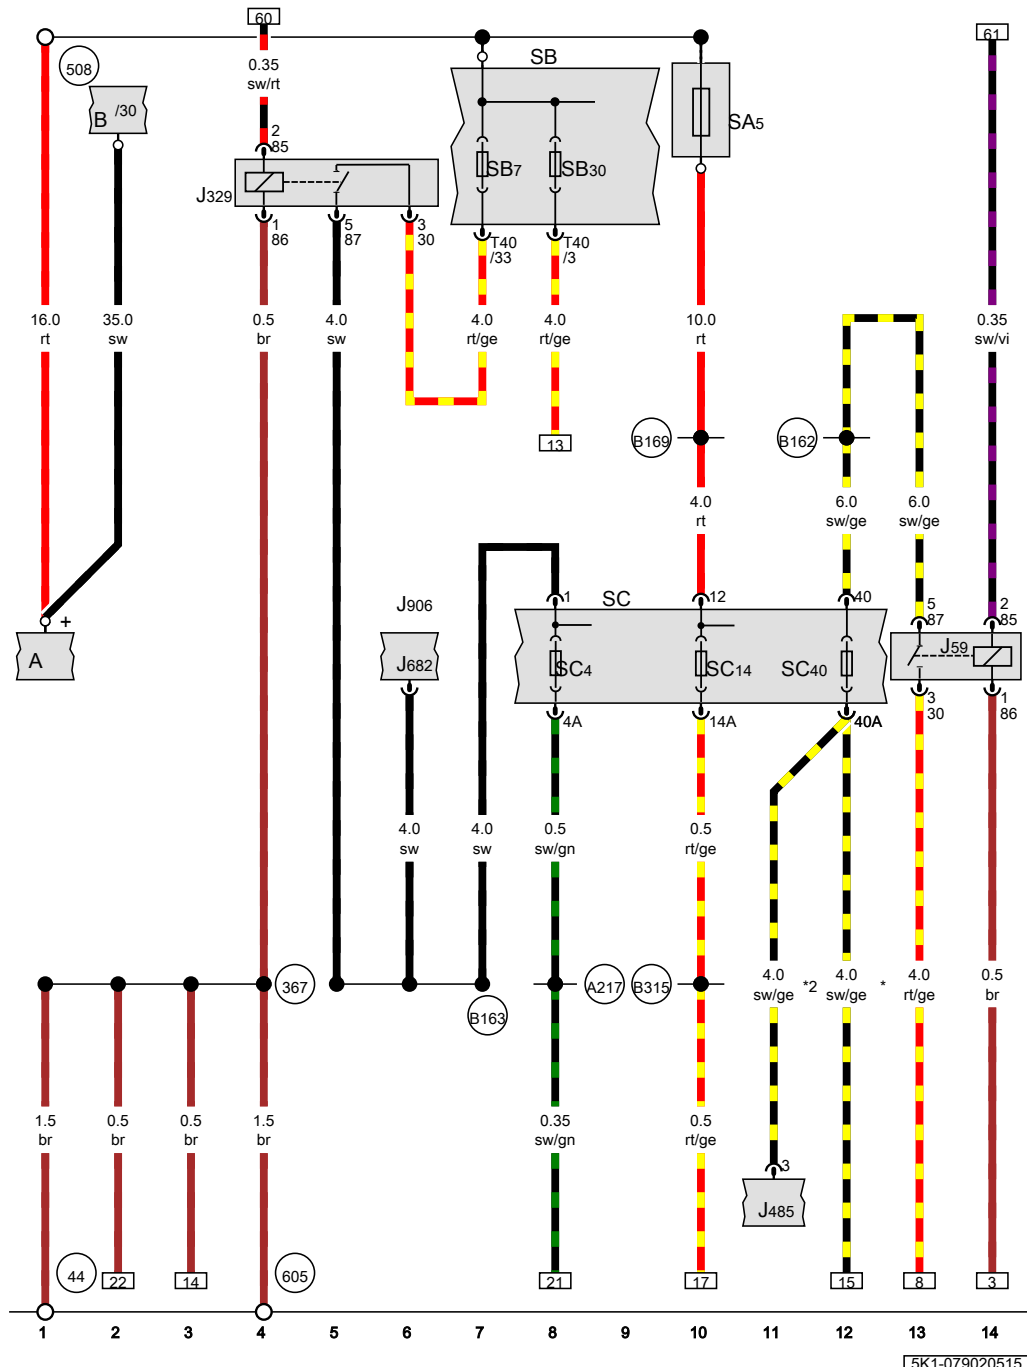 60
61
508
0.35
sw/rt
SB
B /30
SA5
2
85
SB7
SB30
J329
1
86
5
87
3
30
T40
/33
T40
/3
16.0
rt
35.0
sw
0.5
br
4.0
sw
4.0
rt/ge
4.0
rt/ge
10.0
rt
0.35
sw/vi
13
B169
B162
4.0
rt
6.0
sw/ge
6.0
sw/ge
+
A
J906
J682
1
SC
12
40
5
87
2
85
SC4
SC14
SC40
J59
4A
14A
40A
3
30
1
86
4.0
sw
4.0
sw
0.5
sw/gn
0.5
rt/ge
367
B163
A217
B315
4.0
sw/ge
*2
4.0
sw/ge
*
4.0
rt/ge
0.5
br
1.5
br
0.5
br
0.5
br
1.5
br
0.35
sw/gn
0.5
rt/ge
3
J485
44
22
14
605
21
17
15
8
3
1 2 3 4 5 6 7 8 9 10 11 12 13 14
5K1-079020515